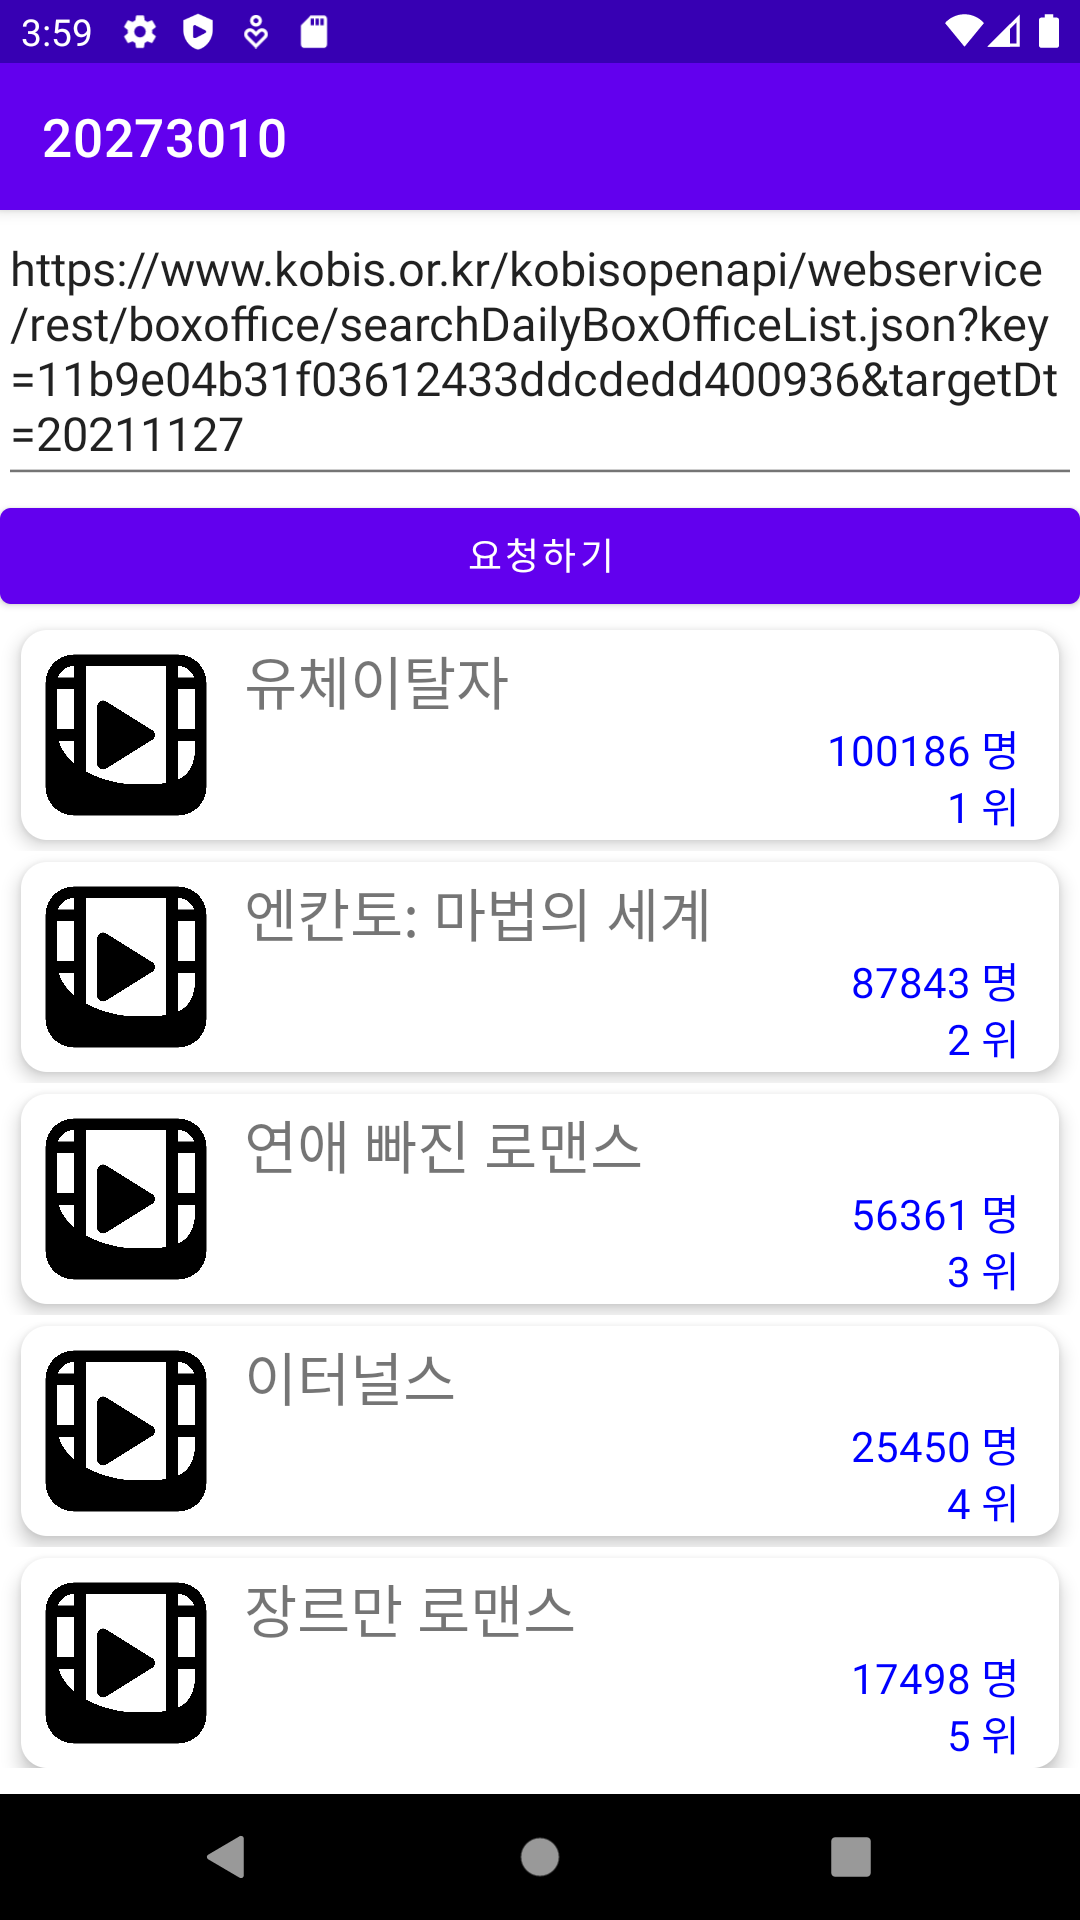 3:59
20273010
https://www.kobis.or.kr/kobisopenapi/webservice
/rest/boxoffice/searchDailyBoxOfficeList.json?key
=11b9e04b31f03612433ddcdedd400936&targetDt
=20211127
요청하기
유체이탈자
100186 명
1 위
엔칸토: 마법의 세계
87843 명
2 위
연애 빠진 로맨스
56361 명
3 위
이터널스
25450 명
4 위
장르만 로맨스
17498 명
5 위